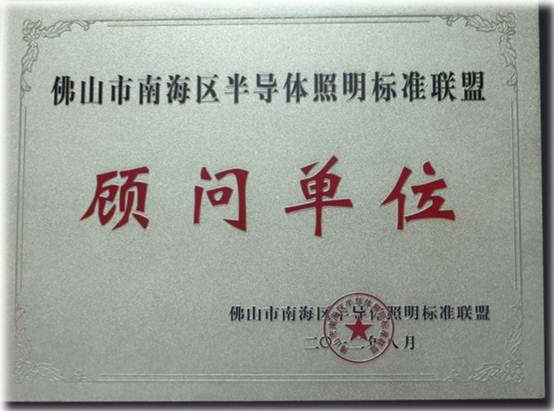 佛山市南海区半导体照明标准联盟
顾问单位
佛山市南海区半导体照明标准联盟
二〇一二年八月